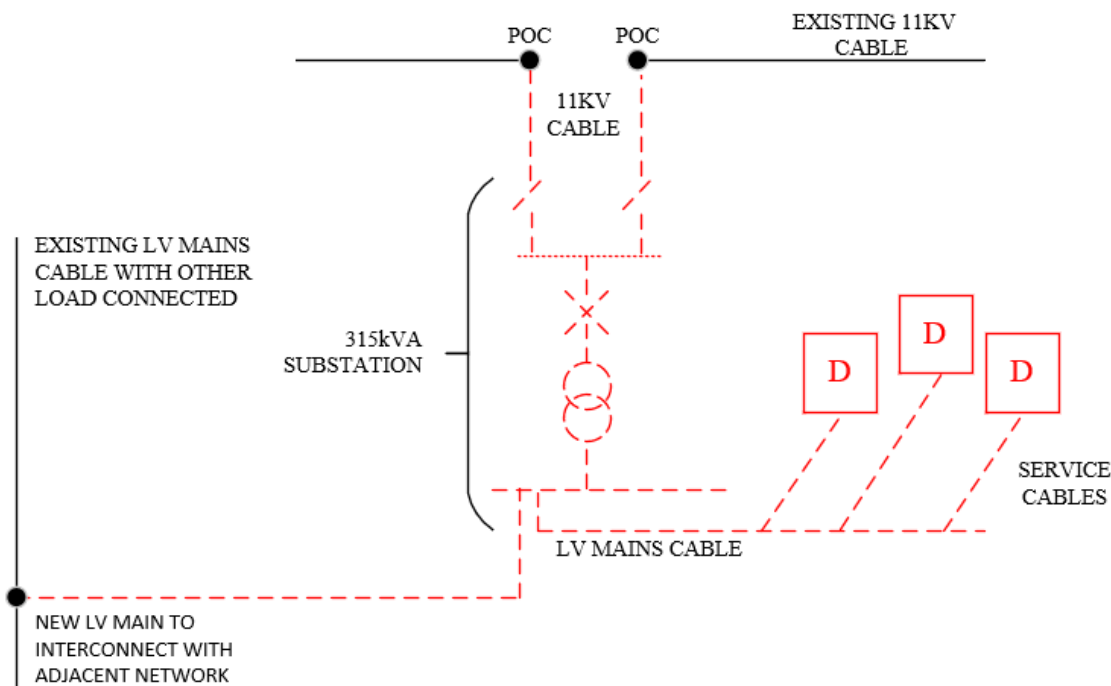 POC
POC
EXISTING 11KV
CABLE
11KV
CABLE
EXISTING LV MAINS
CABLE WITH OTHER
LOAD CONNECTED
315kVA
SUBSTATION
D
D
D
SERVICE
CABLES
LV MAINS CABLE
NEW LV MAIN TO
INTERCONNECT WITH
ADJACENT NETWORK